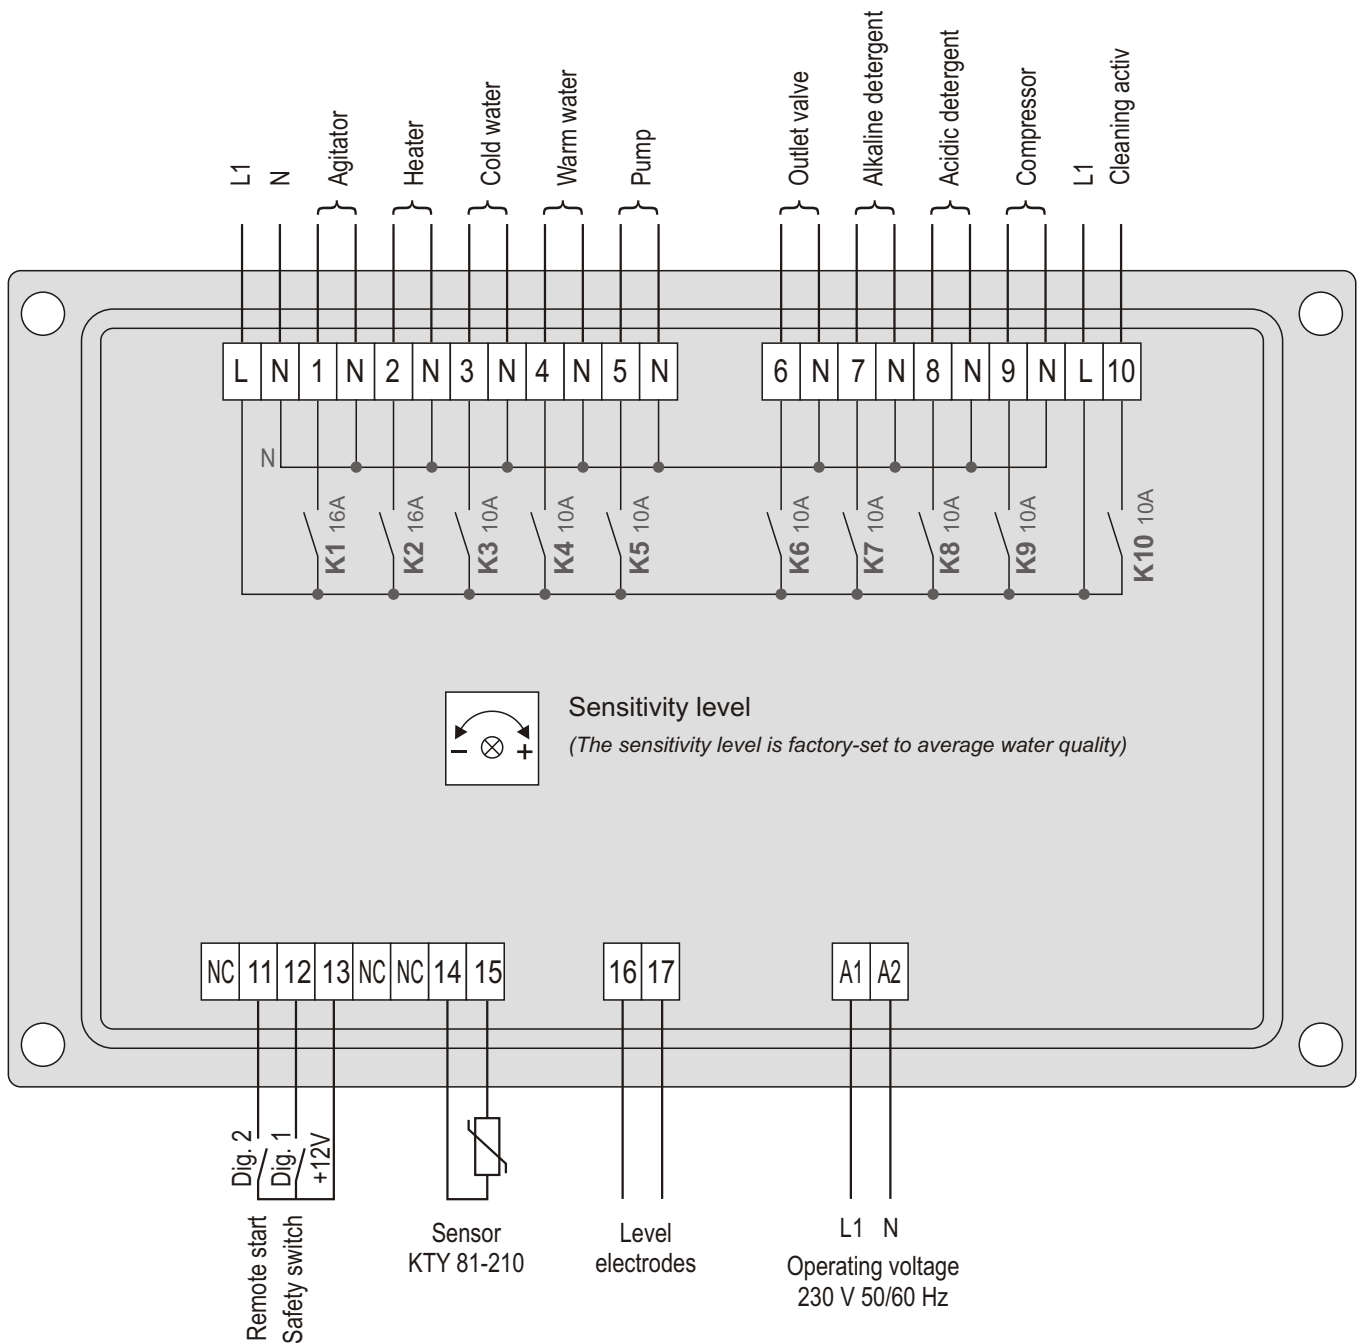 L1
N
Agitator
Heater
Cold water
Warm water
Pump
Outlet valve
Alkaline detergent
Acidic detergent
Compressor
L1
Cleaning activ
L N 1 N 2 N 3 N 4 N 5 N
6 N 7 N 8 N 9 N L 10
N
K1 16A
K2 16A
K3 10A
K4 10A
K5 10A
K6 10A
K7 10A
K8 10A
K9 10A
K10 10A
Sensitivity level
(The sensitivity level is factory-set to average water quality)
- +
NC 11 12 13 NC NC 14 15
16 17
A1 A2
Dig. 2
Dig. 1
+12V
Remote start
Safety switch
Sensor
KTY 81-210
Level
electrodes
L1 N
Operating voltage
230 V 50/60 Hz